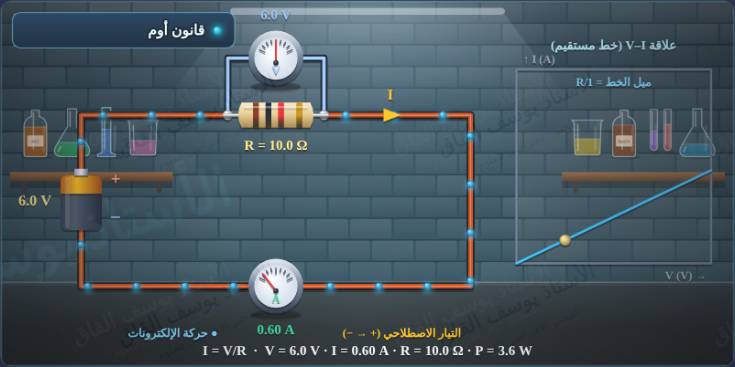 قانون أوم
6.0 V
V
علاقة V–I (خط مستقيم)
↑ I (A)
ميل الخط = 1/R
I
R = 10.0 Ω
+
6.0 V
−
V (V) →
A
0.60 A
● حركة الإلكترونات
التيار الاصطلاحي (+ → −)
I = V/R · V = 6.0 V · I = 0.60 A · R = 10.0 Ω · P = 3.6 W